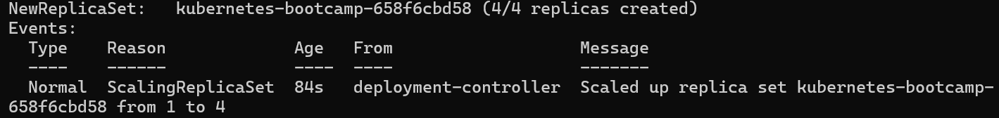 NewReplicaSet:   kubernetes-bootcamp-658f6cbd58 (4/4 replicas created)
Events:
  Type    Reason             Age   From                   Message
  ----    ------             ----  ----                   -------
  Normal  ScalingReplicaSet  84s   deployment-controller  Scaled up replica set kubernetes-bootcamp-
658f6cbd58 from 1 to 4